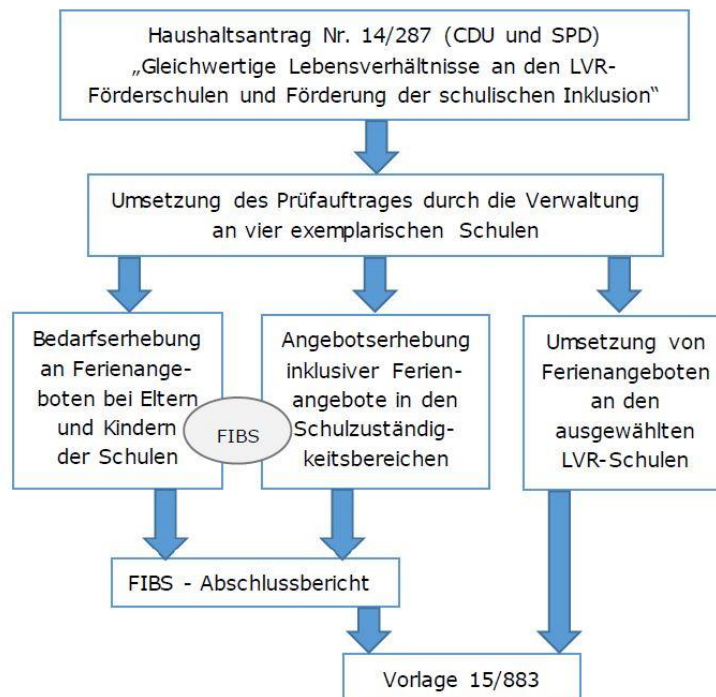 Haushaltsantrag Nr. 14/287 (CDU und SPD)
„Gleichwertige Lebensverhältnisse an den LVR-
Förderschulen und Förderung der schulischen Inklusion“
Umsetzung des Prüfauftrages durch die Verwaltung
an vier exemplarischen Schulen
Bedarfserhebung
an Ferienange-
boten bei Eltern
und Kindern
der Schulen
FIBS
Angebotserhebung
inklusiver Ferien-
angebote in den
Schulzuständig-
keitsbereichen
Umsetzung von
Ferienangeboten
an den
ausgewählten
LVR-Schulen
FIBS - Abschlussbericht
Vorlage 15/883